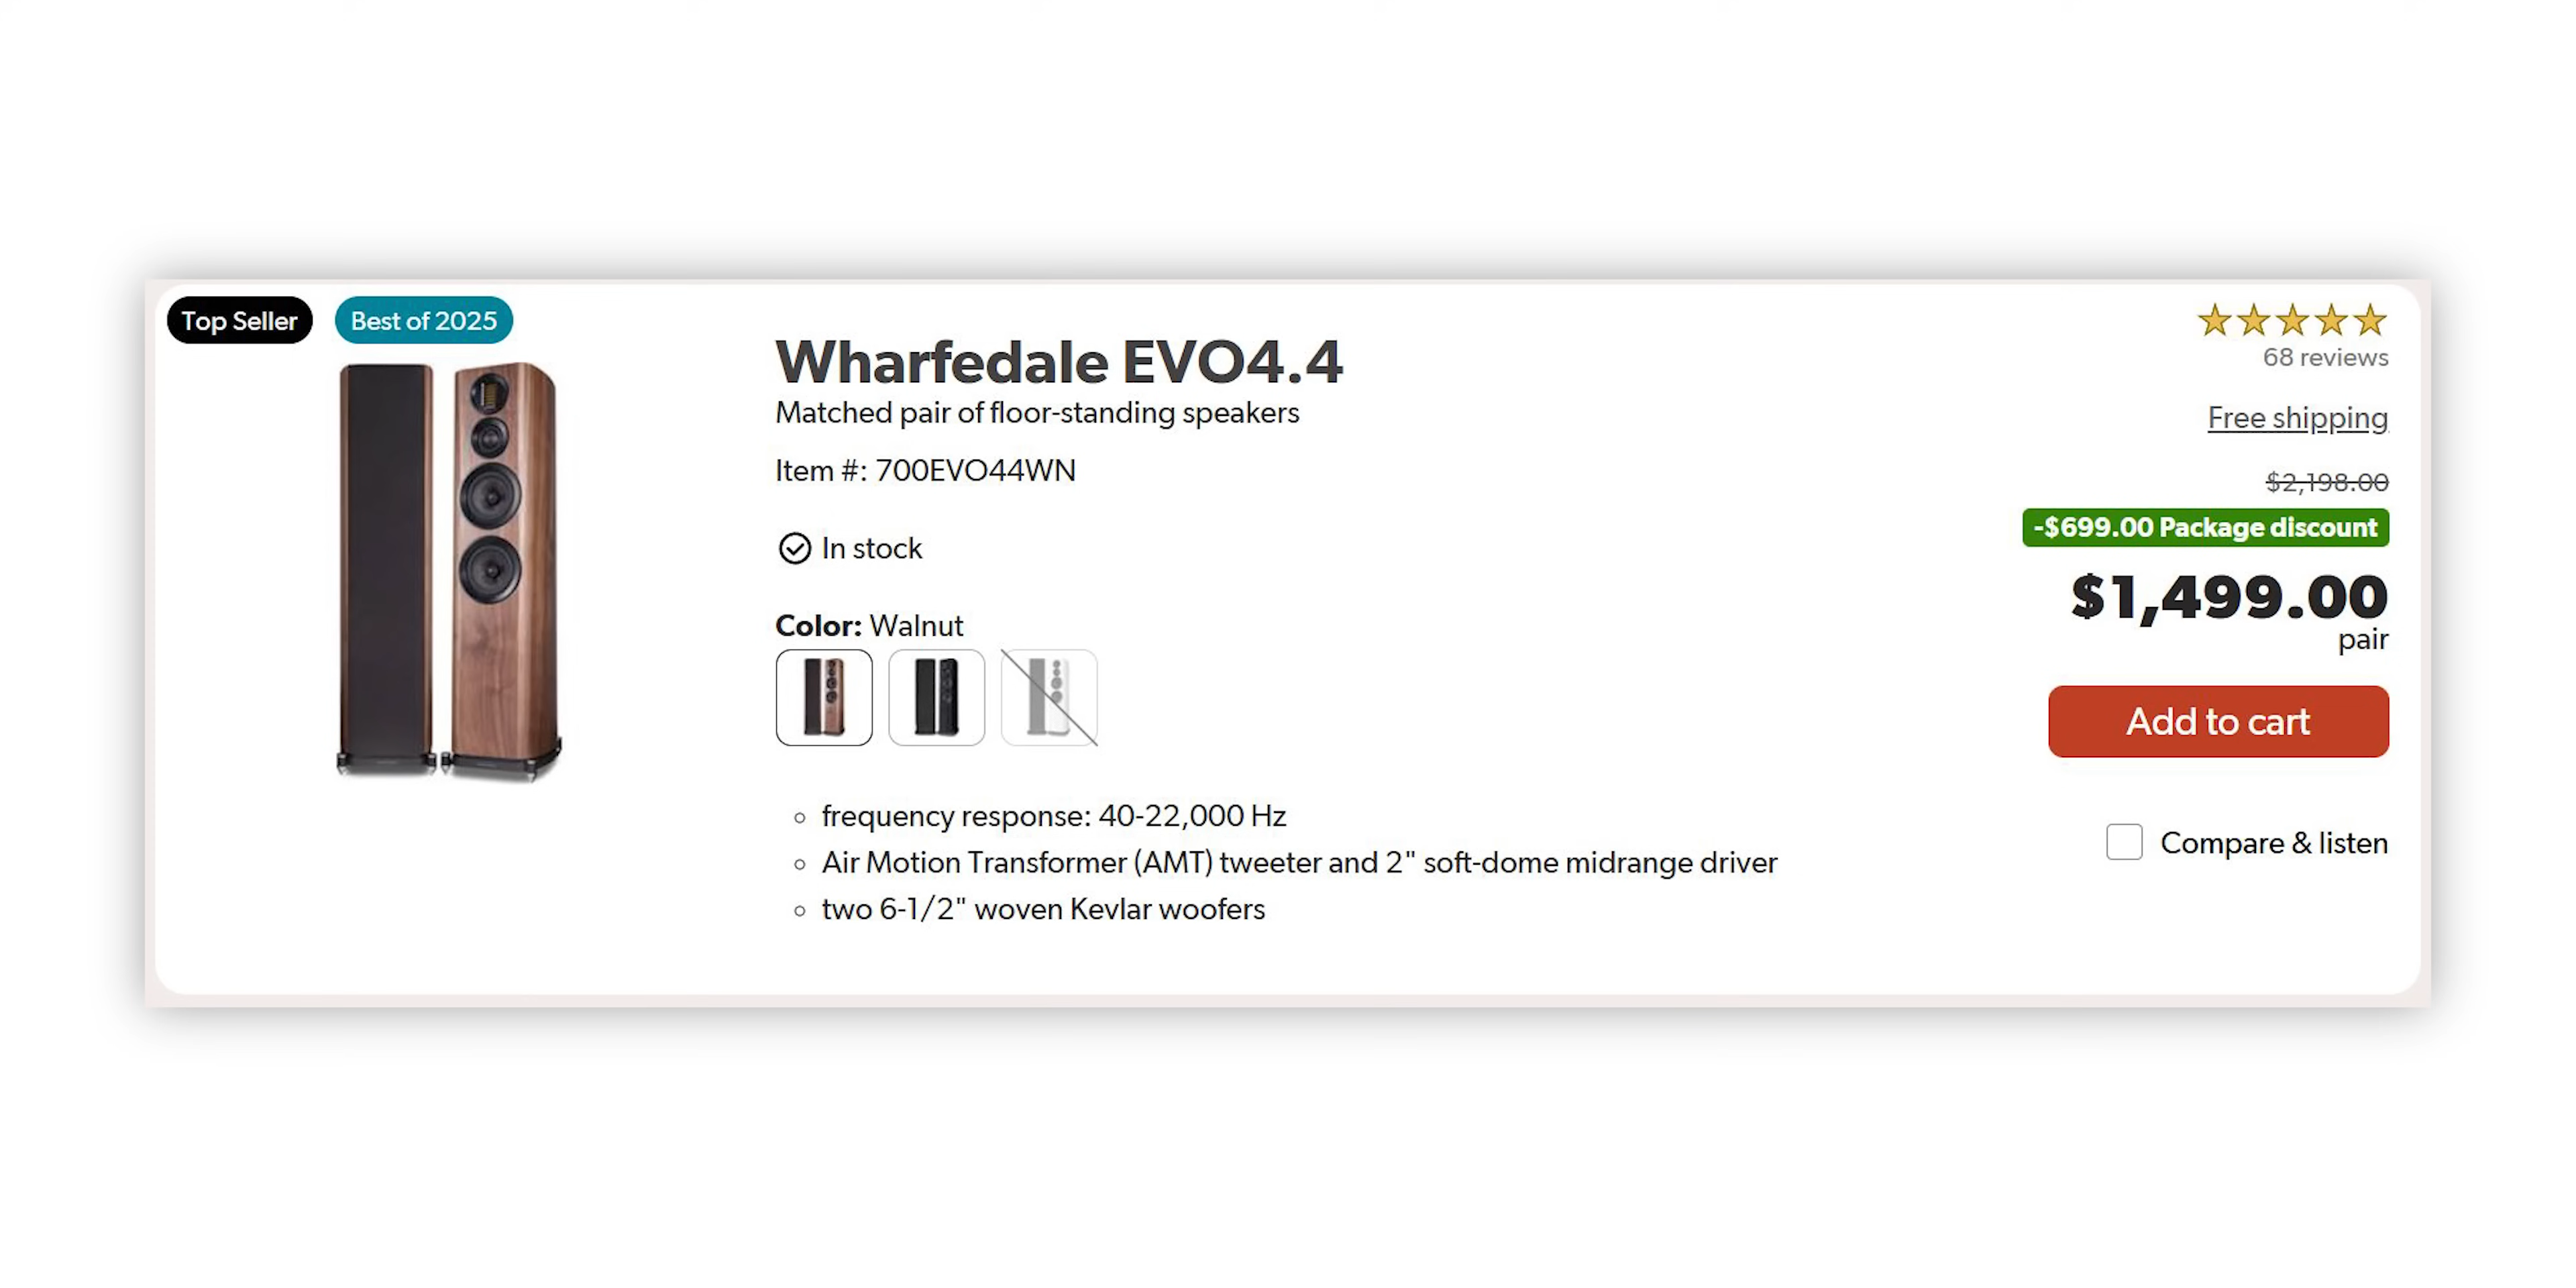 Top Seller
Best of 2025
Wharfedale EVO4.4
Matched pair of floor-standing speakers
Item #: 700EVO44WN
In stock
Color: Walnut
frequency response: 40-22,000 Hz
Air Motion Transformer (AMT) tweeter and 2" soft-dome midrange driver
two 6-1/2" woven Kevlar woofers
68 reviews
Free shipping
$2,198.00
-$699.00 Package discount
$1,499.00
pair
Add to cart
Compare & listen